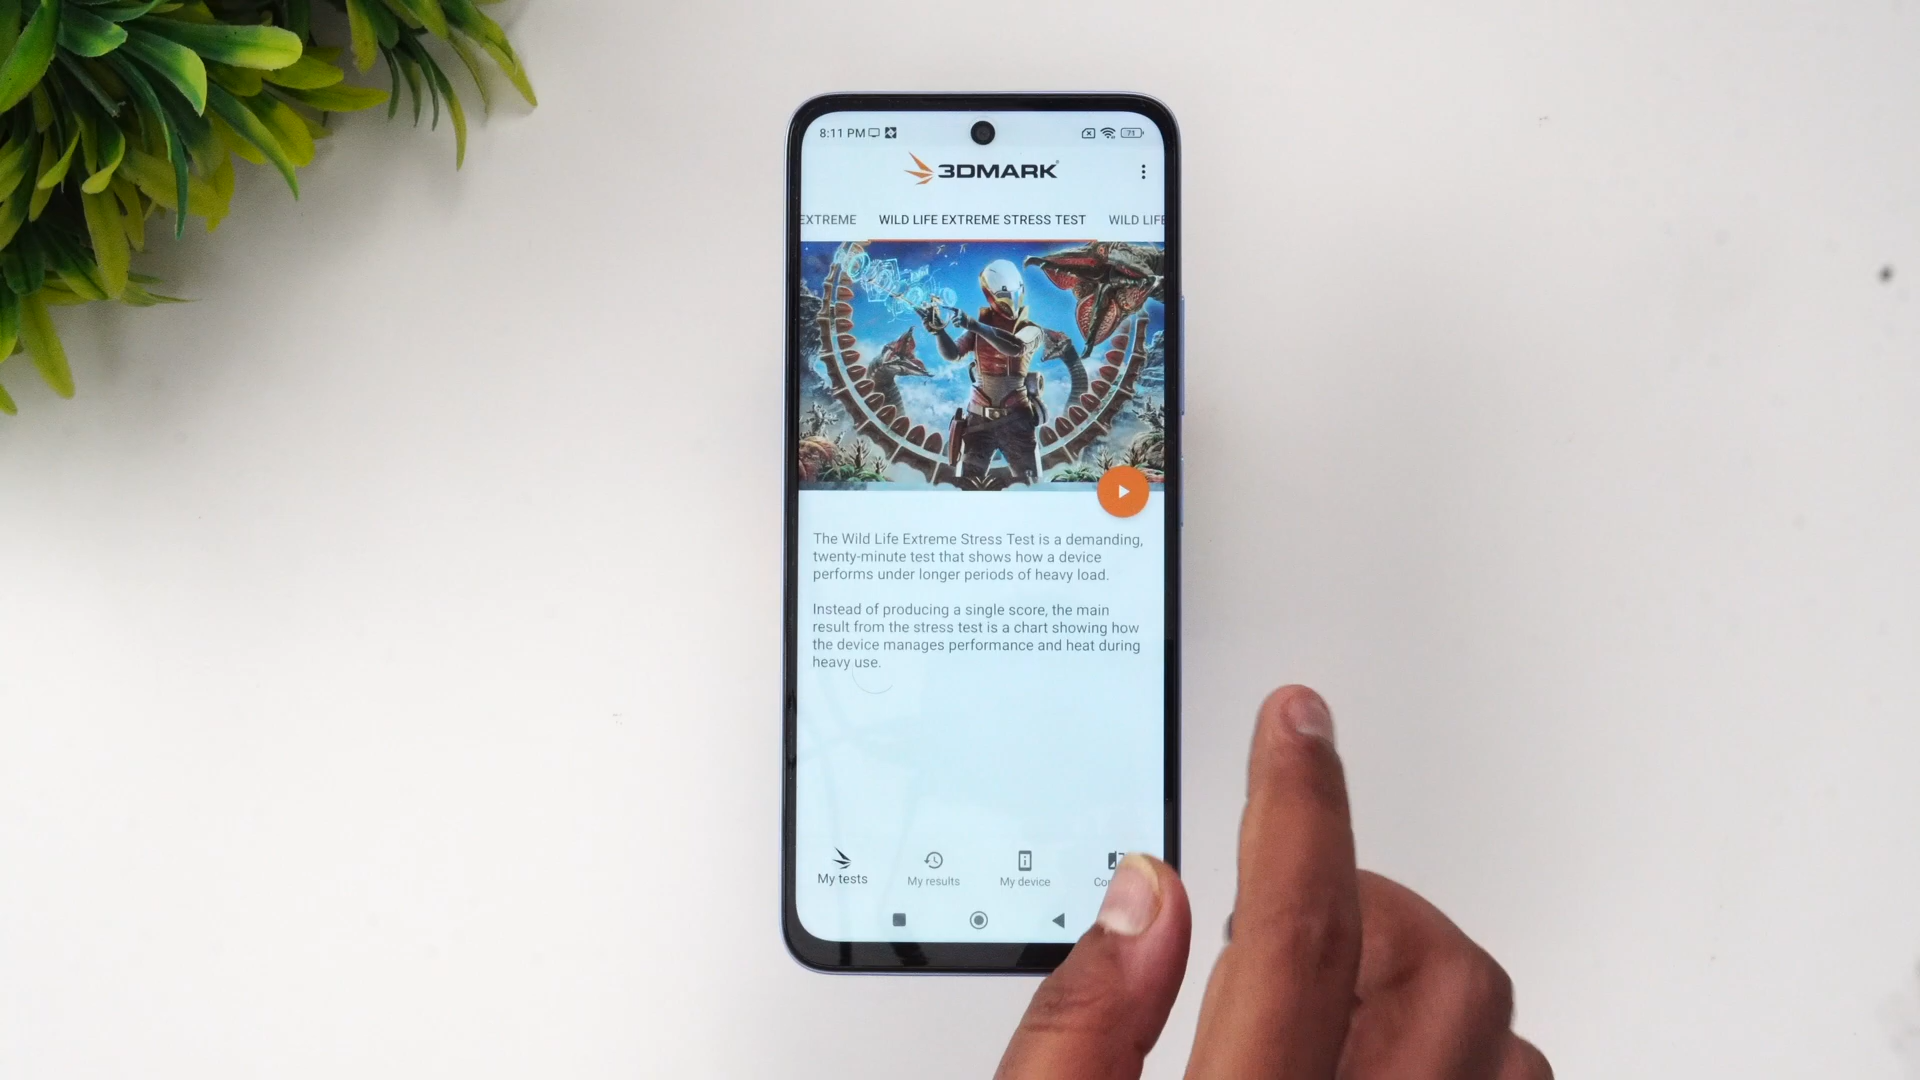 8:11 PM
71
3DMARK
EXTREME WILD LIFE EXTREME STRESS TEST WILD LIFE
The Wild Life Extreme Stress Test is a demanding,
twenty-minute test that shows how a device
performs under longer periods of heavy load.
Instead of producing a single score, the main
result from the stress test is a chart showing how
the device manages performance and heat during
heavy use.
My tests My results My device